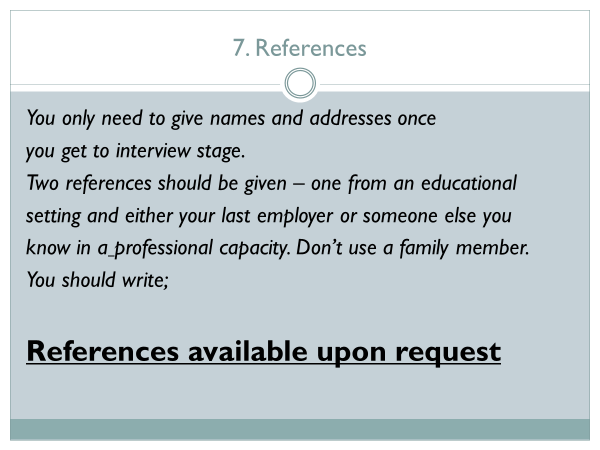 7. References
You only need to give names and addresses once
you get to interview stage.
Two references should be given – one from an educational
setting and either your last employer or someone else you
know in a_professional capacity. Don’t use a family member.
You should write;
References available upon request